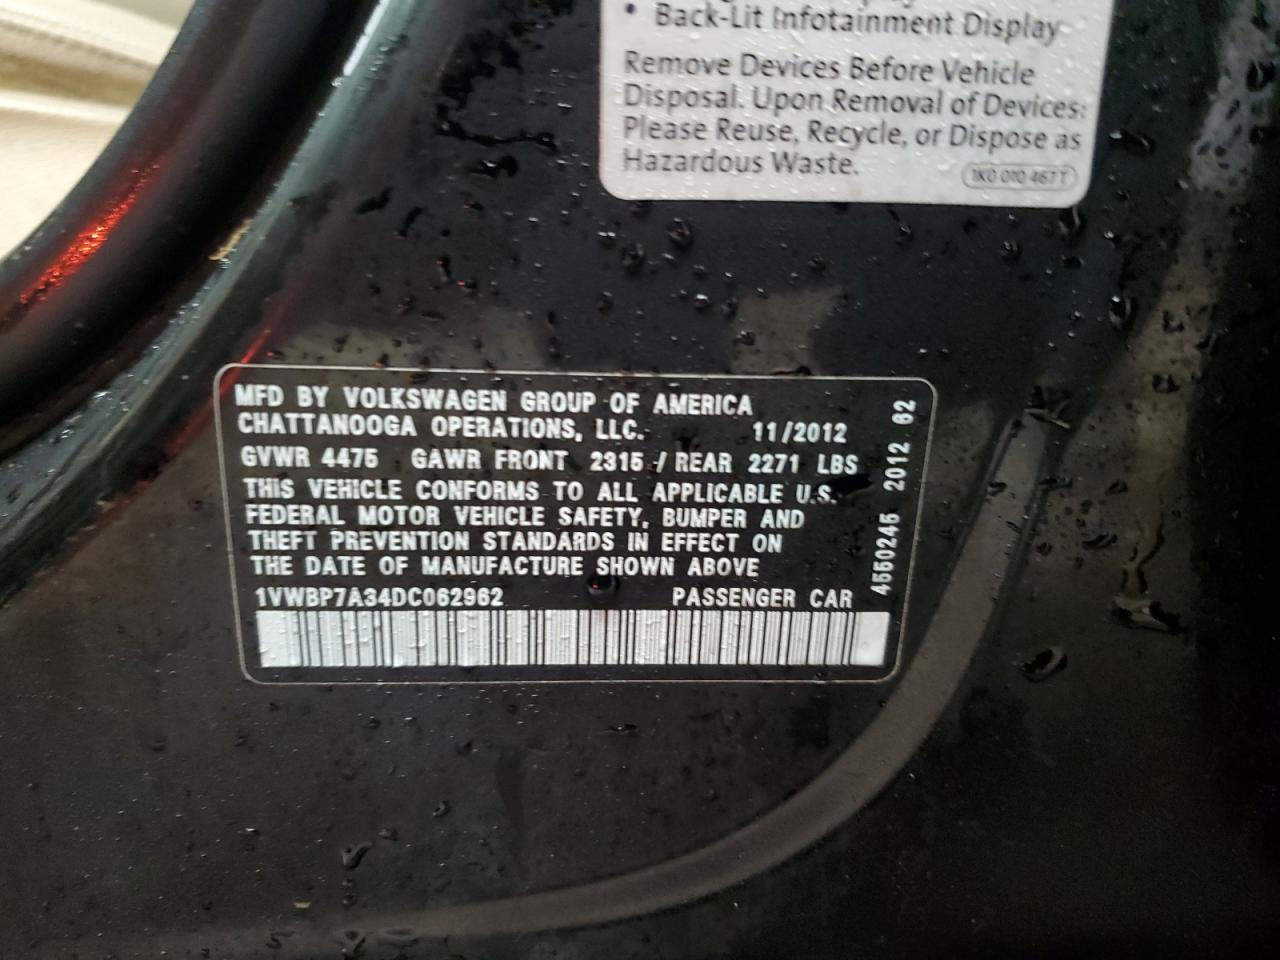 • Back-Lit Infotainment Display
Remove Devices Before Vehicle
Disposal. Upon Removal of Devices:
Please Reuse, Recycle, or Dispose as
Hazardous Waste.
1K0 010 467 T
MFD BY VOLKSWAGEN GROUP OF AMERICA
CHATTANOOGA OPERATIONS, LLC. 11/2012
GVWR 4475 GAWR FRONT 2315 / REAR 2271 LBS
THIS VEHICLE CONFORMS TO ALL APPLICABLE U.S.
FEDERAL MOTOR VEHICLE SAFETY, BUMPER AND
THEFT PREVENTION STANDARDS IN EFFECT ON
THE DATE OF MANUFACTURE SHOWN ABOVE
1VWBP7A34DC062962 PASSENGER CAR
4550245 2012 62